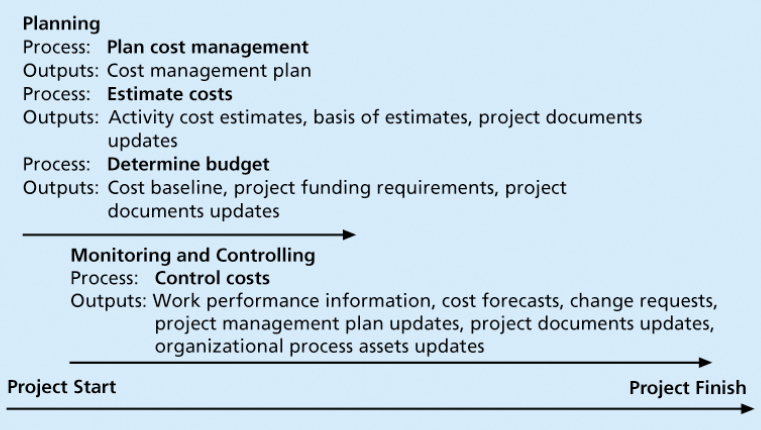 Planning
Process: Plan cost management
Outputs: Cost management plan
Process: Estimate costs
Outputs: Activity cost estimates, basis of estimates, project documents
updates
Process: Determine budget
Outputs: Cost baseline, project funding requirements, project
documents updates
Monitoring and Controlling
Process: Control costs
Outputs: Work performance information, cost forecasts, change requests,
project management plan updates, project documents updates,
organizational process assets updates
Project Start Project Finish